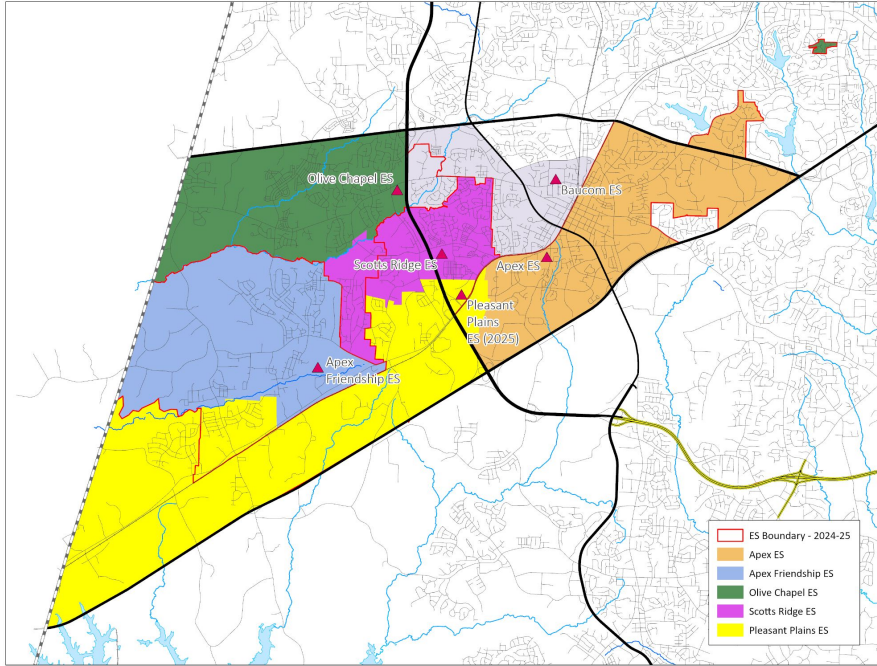 Olive Chapel ES
Baucom ES
Scotts Ridge ES
Apex ES
Pleasant
Plains
ES (2025)
Apex
Friendship ES
ES Boundary - 2024-25
Apex ES
Apex Friendship ES
Olive Chapel ES
Scotts Ridge ES
Pleasant Plains ES